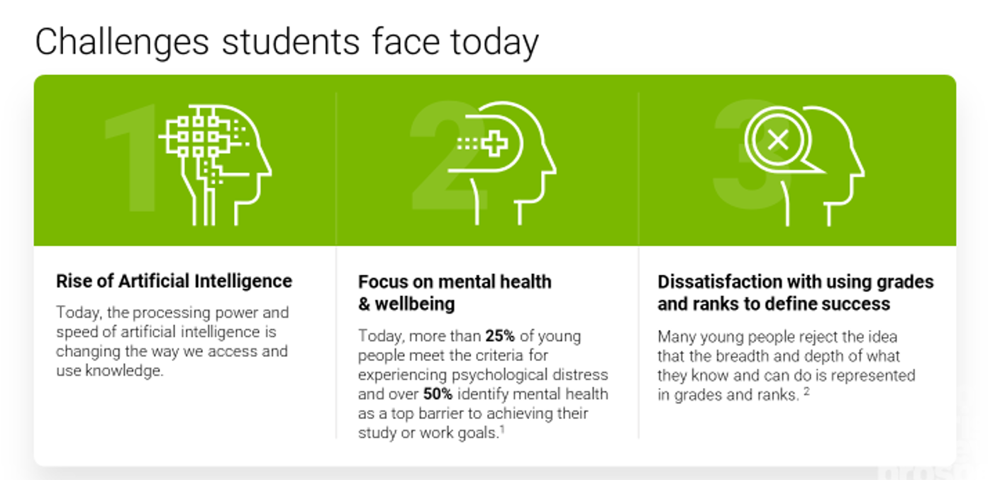 Challenges students face today
1
2
3
Rise of Artificial Intelligence
Today, the processing power and
speed of artificial intelligence is
changing the way we access and
use knowledge.
Focus on mental health
& wellbeing
Today, more than 25% of young
people meet the criteria for
experiencing psychological distress
and over 50% identify mental health
as a top barrier to achieving their
study or work goals.¹
Dissatisfaction with using grades
and ranks to define success
Many young people reject the idea
that the breadth and depth of what
they know and can do is represented
in grades and ranks. ²